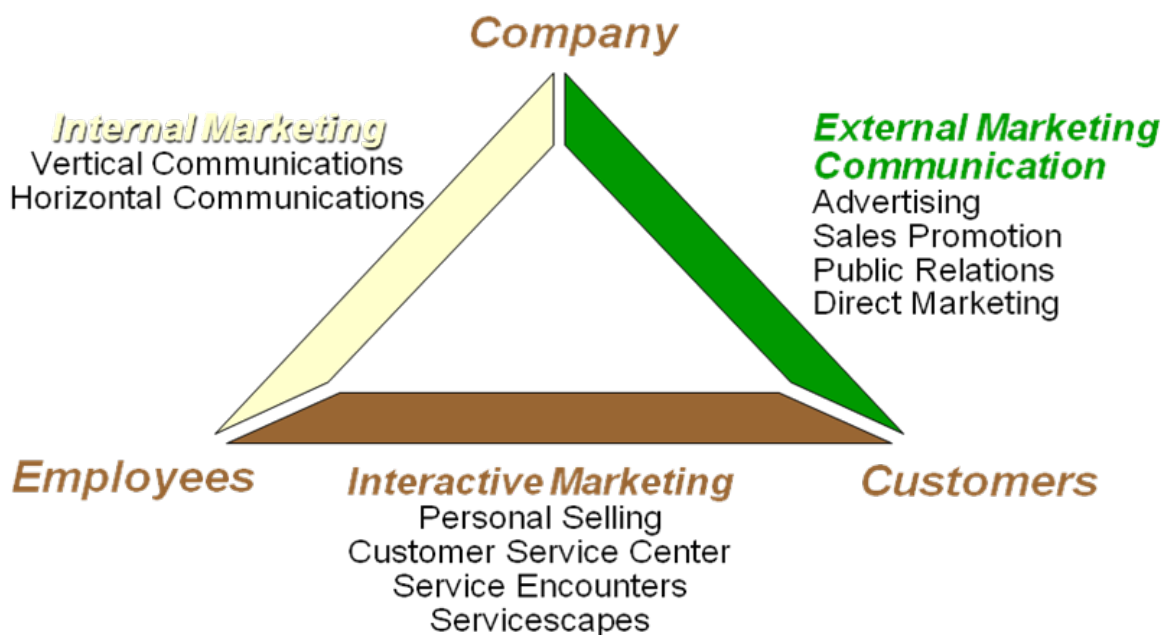 Company
Internal Marketing
Vertical Communications
Horizontal Communications
External Marketing
Communication
Advertising
Sales Promotion
Public Relations
Direct Marketing
Employees
Interactive Marketing
Personal Selling
Customer Service Center
Service Encounters
Servicescapes
Customers